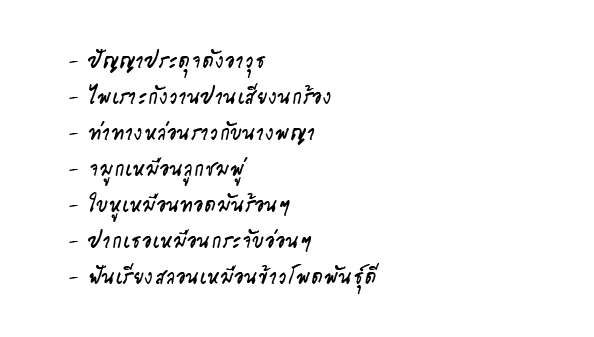 - ปัญญาประดุจดังอาวุธ
- ไพเราะกังวานปานเสียงนกร้อง
- ท่าทางหล่อนราวกับนางพญา
- จมูกเหมือนลูกชมพู่
- ใบหูเหมือนทอดมันร้อนๆ
- ปากเธอเหมือนกระจับอ่อนๆ
- ฟันเรียงสลอนเหมือนข้าวโพดพันธุ์ดี